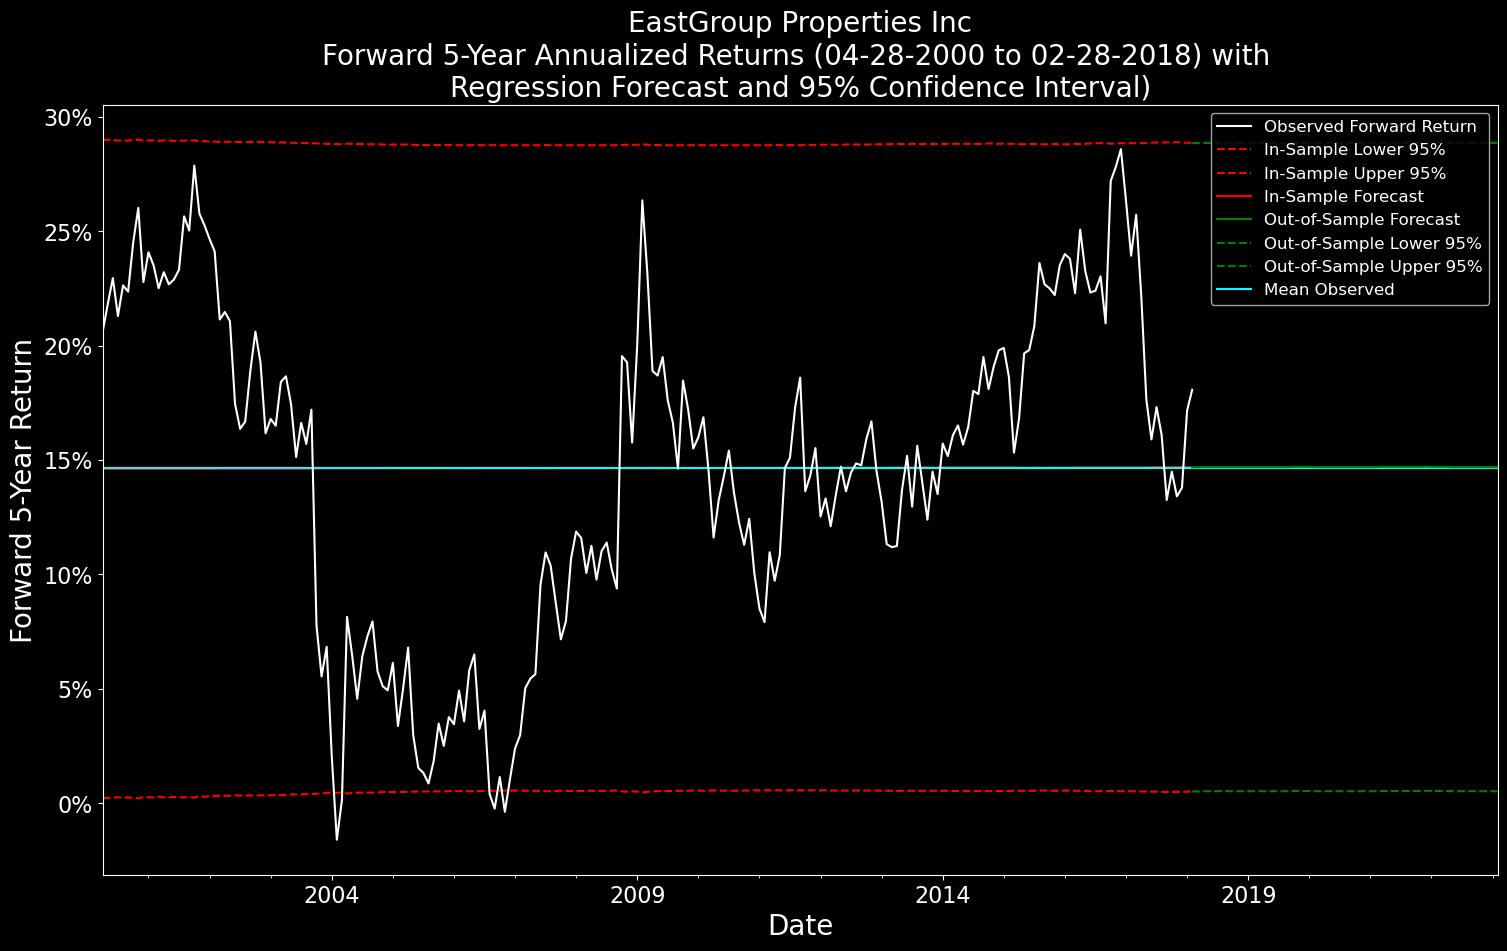 EastGroup Properties Inc
Forward 5-Year Annualized Returns (04-28-2000 to 02-28-2018) with
Regression Forecast and 95% Confidence Interval)
30%
25%
20%
15%
10%
5%
0%
Forward 5-Year Return
Observed Forward Return
In-Sample Lower 95%
In-Sample Upper 95%
In-Sample Forecast
Out-of-Sample Forecast
Out-of-Sample Lower 95%
Out-of-Sample Upper 95%
Mean Observed
2004
2009
2014
2019
Date